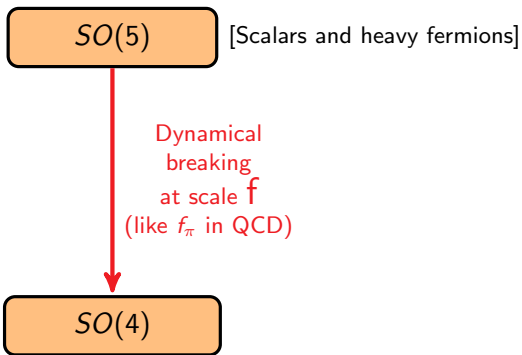 SO(5) [Scalars and heavy fermions]
Dynamical
breaking
at scale f
(like f_π in QCD)
SO(4)